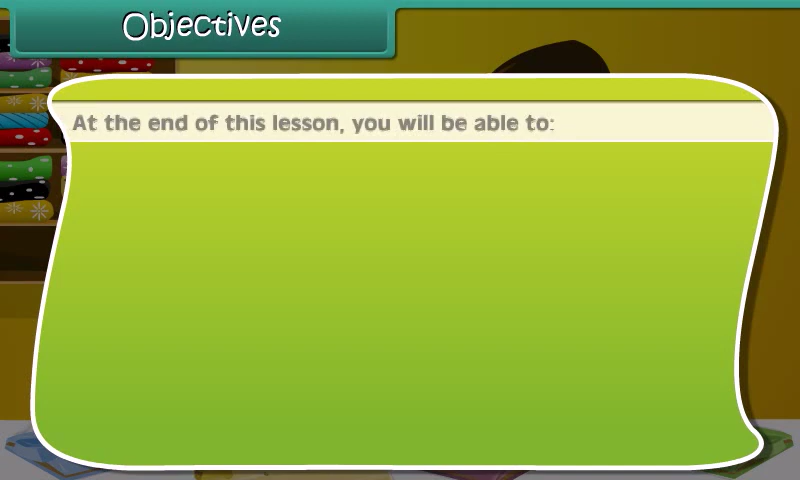 Objectives
At the end of this lesson, you will be able to: